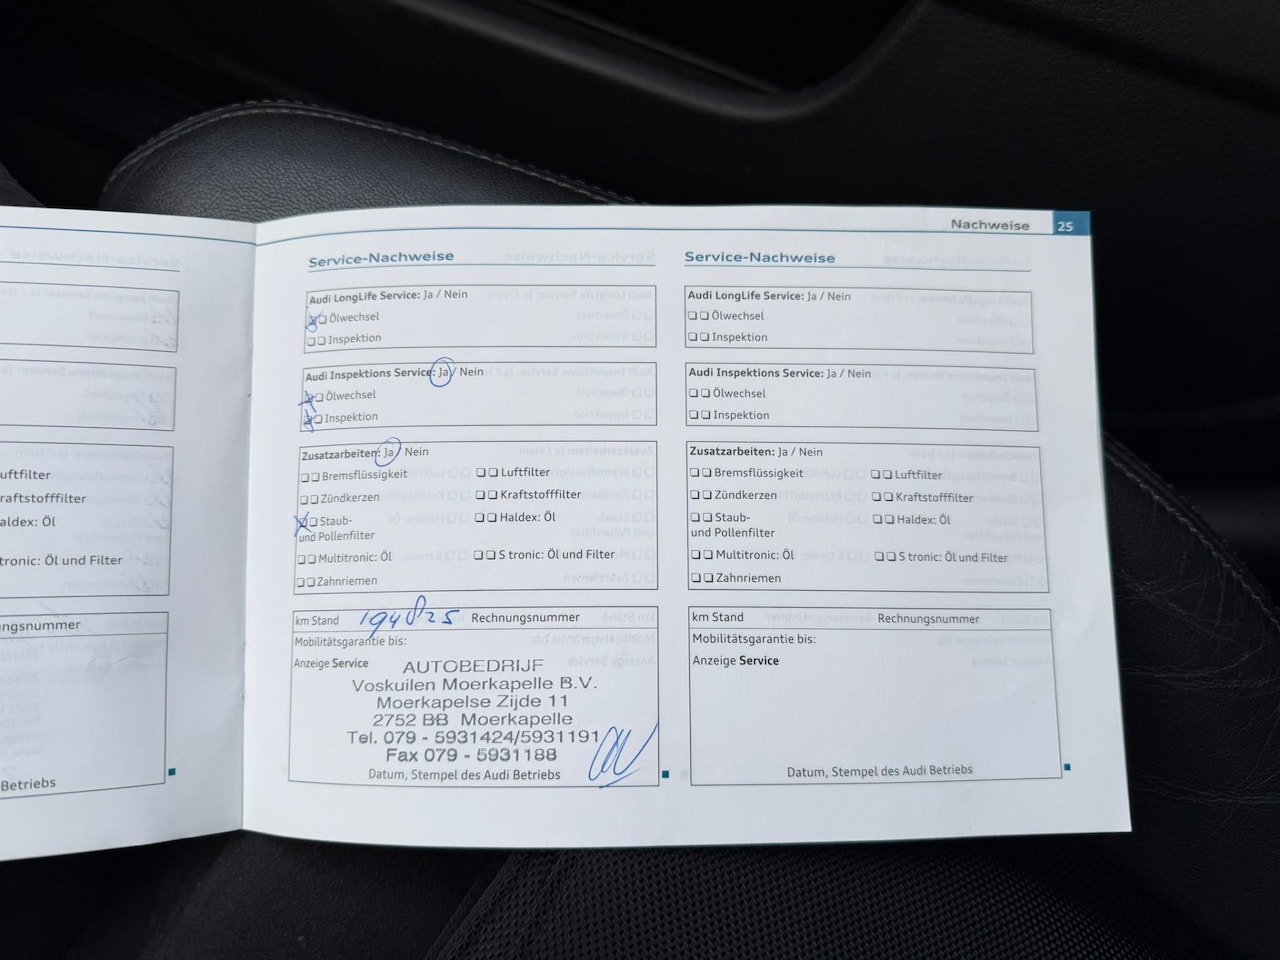 Nachweise 25
uftfilter
raftstofffilter
aldex: Öl
tronic: Öl und Filter
ngsnummer
Betriebs
Service-Nachweise
Audi LongLife Service: Ja / Nein
Ölwechsel
Inspektion
Audi Inspektions Service: Ja / Nein
Ölwechsel
Inspektion
Zusatzarbeiten: Ja / Nein
Bremsflüssigkeit
Luftfilter
Zündkerzen
Kraftstofffilter
Staub-
und Pollenfilter
Haldex: Öl
Multitronic: Öl
S tronic: Öl und Filter
Zahnriemen
km Stand 194825 Rechnungsnummer
Mobilitätsgarantie bis:
Anzeige Service
AUTOBEDRIJF
Voskuilen Moerkapelle B.V.
Moerkapelse Zijde 11
2752 BB Moerkapelle
Tel. 079 - 5931424/5931191
Fax 079 - 5931188
Datum, Stempel des Audi Betriebs
Service-Nachweise
Audi LongLife Service: Ja / Nein
Ölwechsel
Inspektion
Audi Inspektions Service: Ja / Nein
Ölwechsel
Inspektion
Zusatzarbeiten: Ja / Nein
Bremsflüssigkeit
Luftfilter
Zündkerzen
Kraftstofffilter
Staub-
und Pollenfilter
Haldex: Öl
Multitronic: Öl
S tronic: Öl und Filter
Zahnriemen
km Stand Rechnungsnummer
Mobilitätsgarantie bis:
Anzeige Service
Datum, Stempel des Audi Betriebs